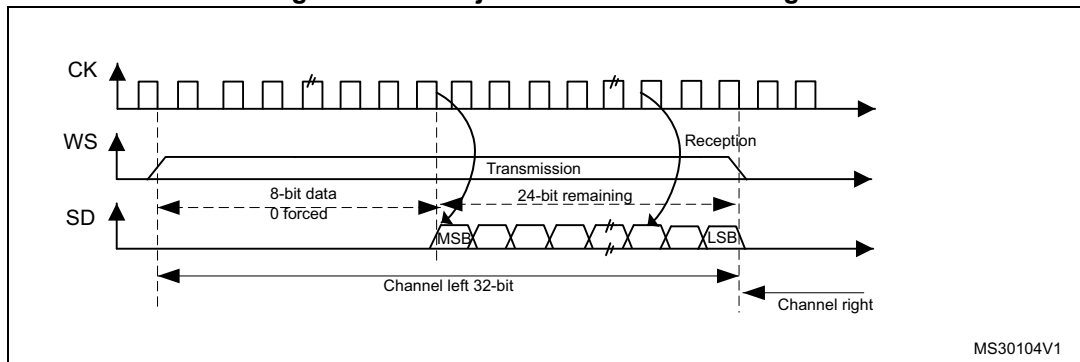 CK
WS
Reception
Transmission
8-bit data
0 forced
24-bit remaining
SD
MSB
LSB
Channel left 32-bit
Channel right
MS30104V1